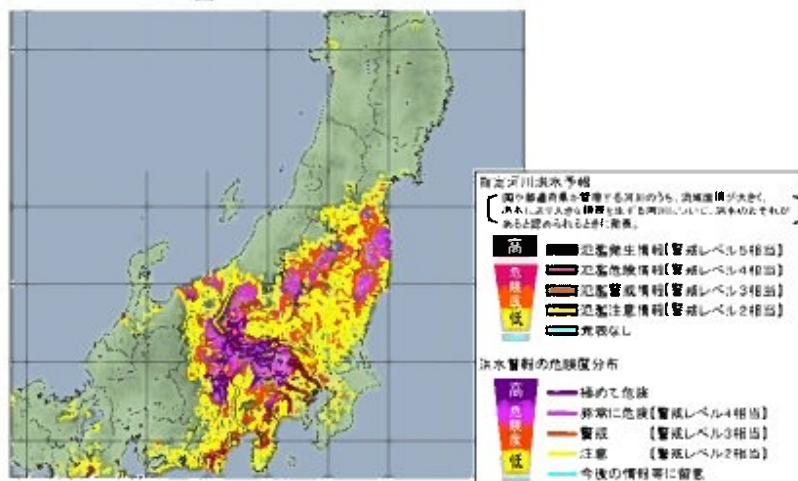 指定河川洪水予報
国や都道府県が管理する河川のうち、流域面積が大きく、
洪水により大きな損害を生ずる河川について、洪水のおそれが
あると認められるときに発表。
高
危険度
低
氾濫発生情報【警戒レベル5相当】
氾濫危険情報【警戒レベル4相当】
氾濫警戒情報【警戒レベル3相当】
氾濫注意情報【警戒レベル2相当】
発表なし
洪水警報の危険度分布
高
危険度
低
極めて危険
非常に危険【警戒レベル4相当】
警戒 【警戒レベル3相当】
注意 【警戒レベル2相当】
今後の情報等に留意